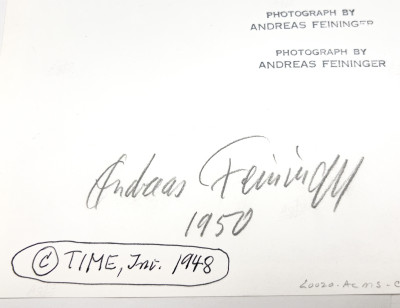 PHOTOGRAPH BY
ANDREAS FEININGER
PHOTOGRAPH BY
ANDREAS FEININGER
Andreas Feininger
1950
© TIME, Inc. 1948